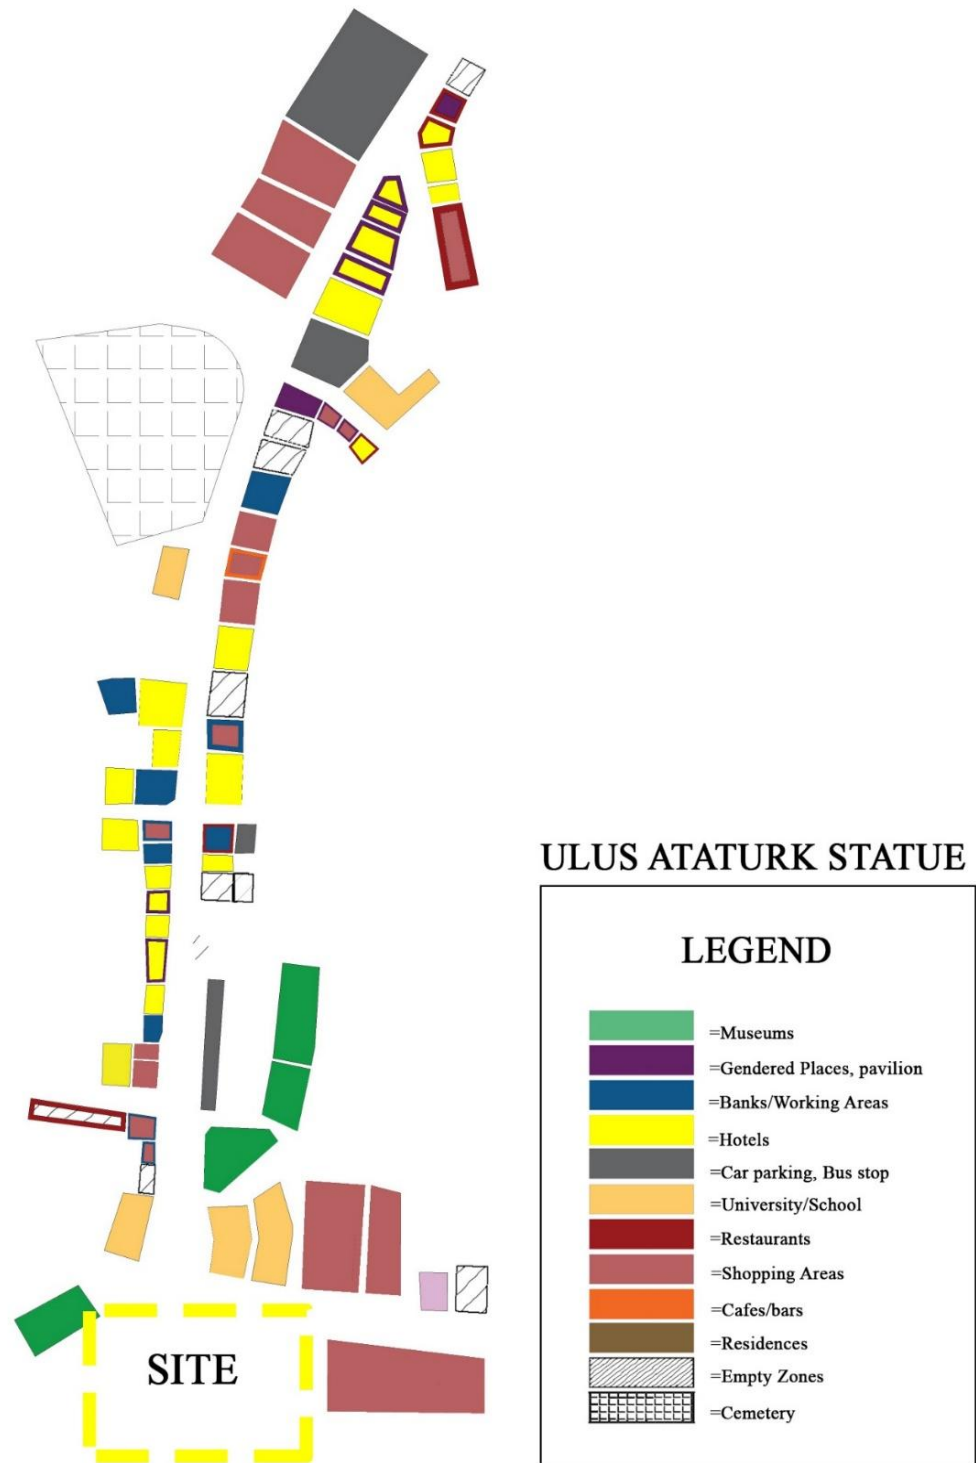 ULUS ATATURK STATUE
LEGEND
=Museums
=Gendered Places, pavilion
=Banks/Working Areas
=Hotels
=Car parking, Bus stop
=University/School
=Restaurants
=Shopping Areas
=Cafes/bars
=Residences
=Empty Zones
=Cemetery
SITE